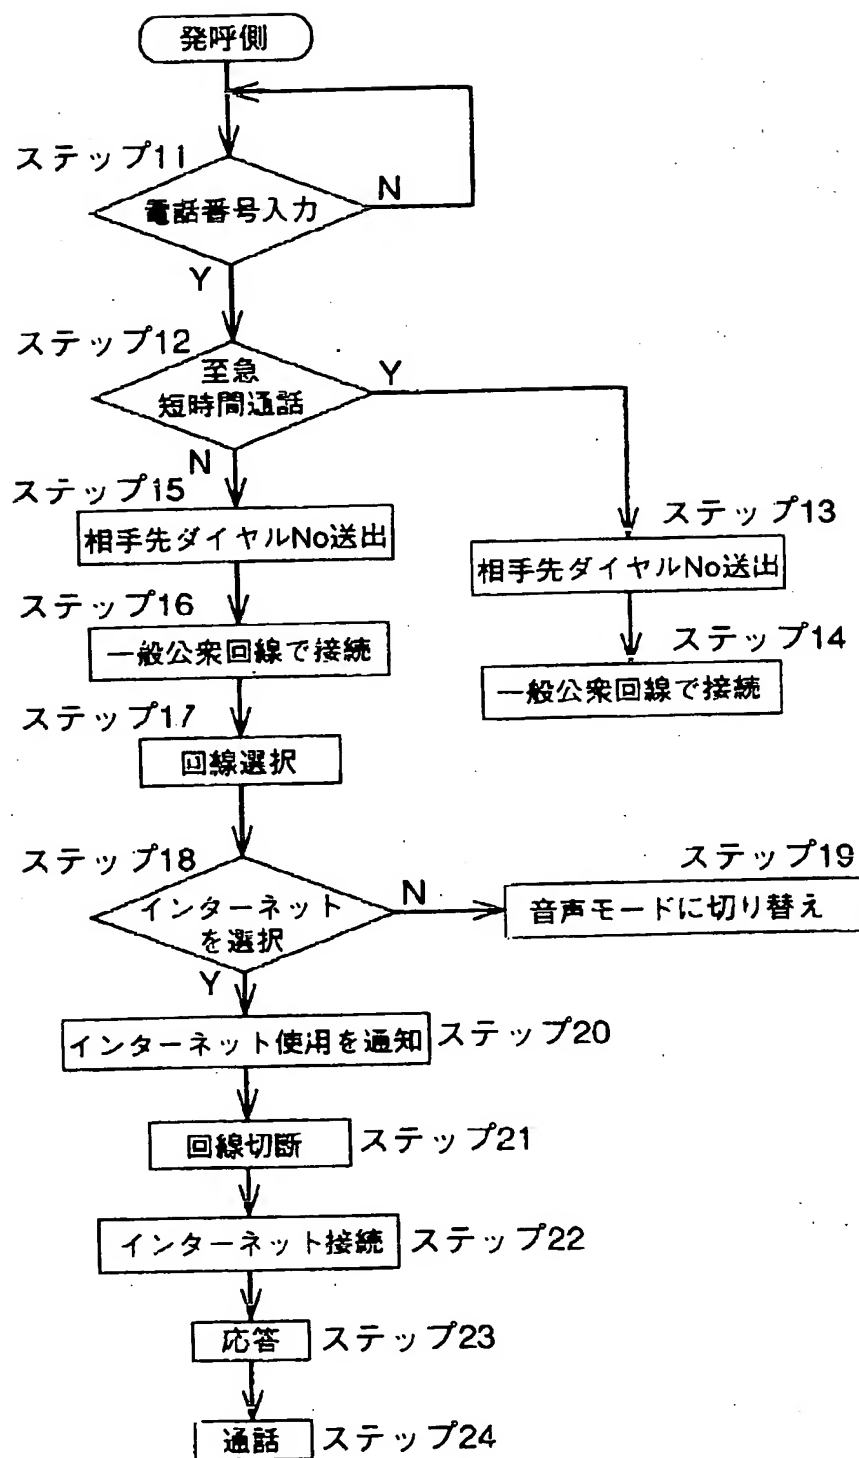 発呼側
ステップ11
電話番号入力
N
Y
ステップ12
至急
短時間通話
Y
N
ステップ15
相手先ダイヤルNo送出
ステップ13
相手先ダイヤルNo送出
ステップ16
一般公衆回線で接続
ステップ14
一般公衆回線で接続
ステップ17
回線選択
ステップ18
インターネット
を選択
N
ステップ19
音声モードに切り替え
Y
インターネット使用を通知
ステップ20
回線切断
ステップ21
インターネット接続
ステップ22
応答
ステップ23
通話
ステップ24